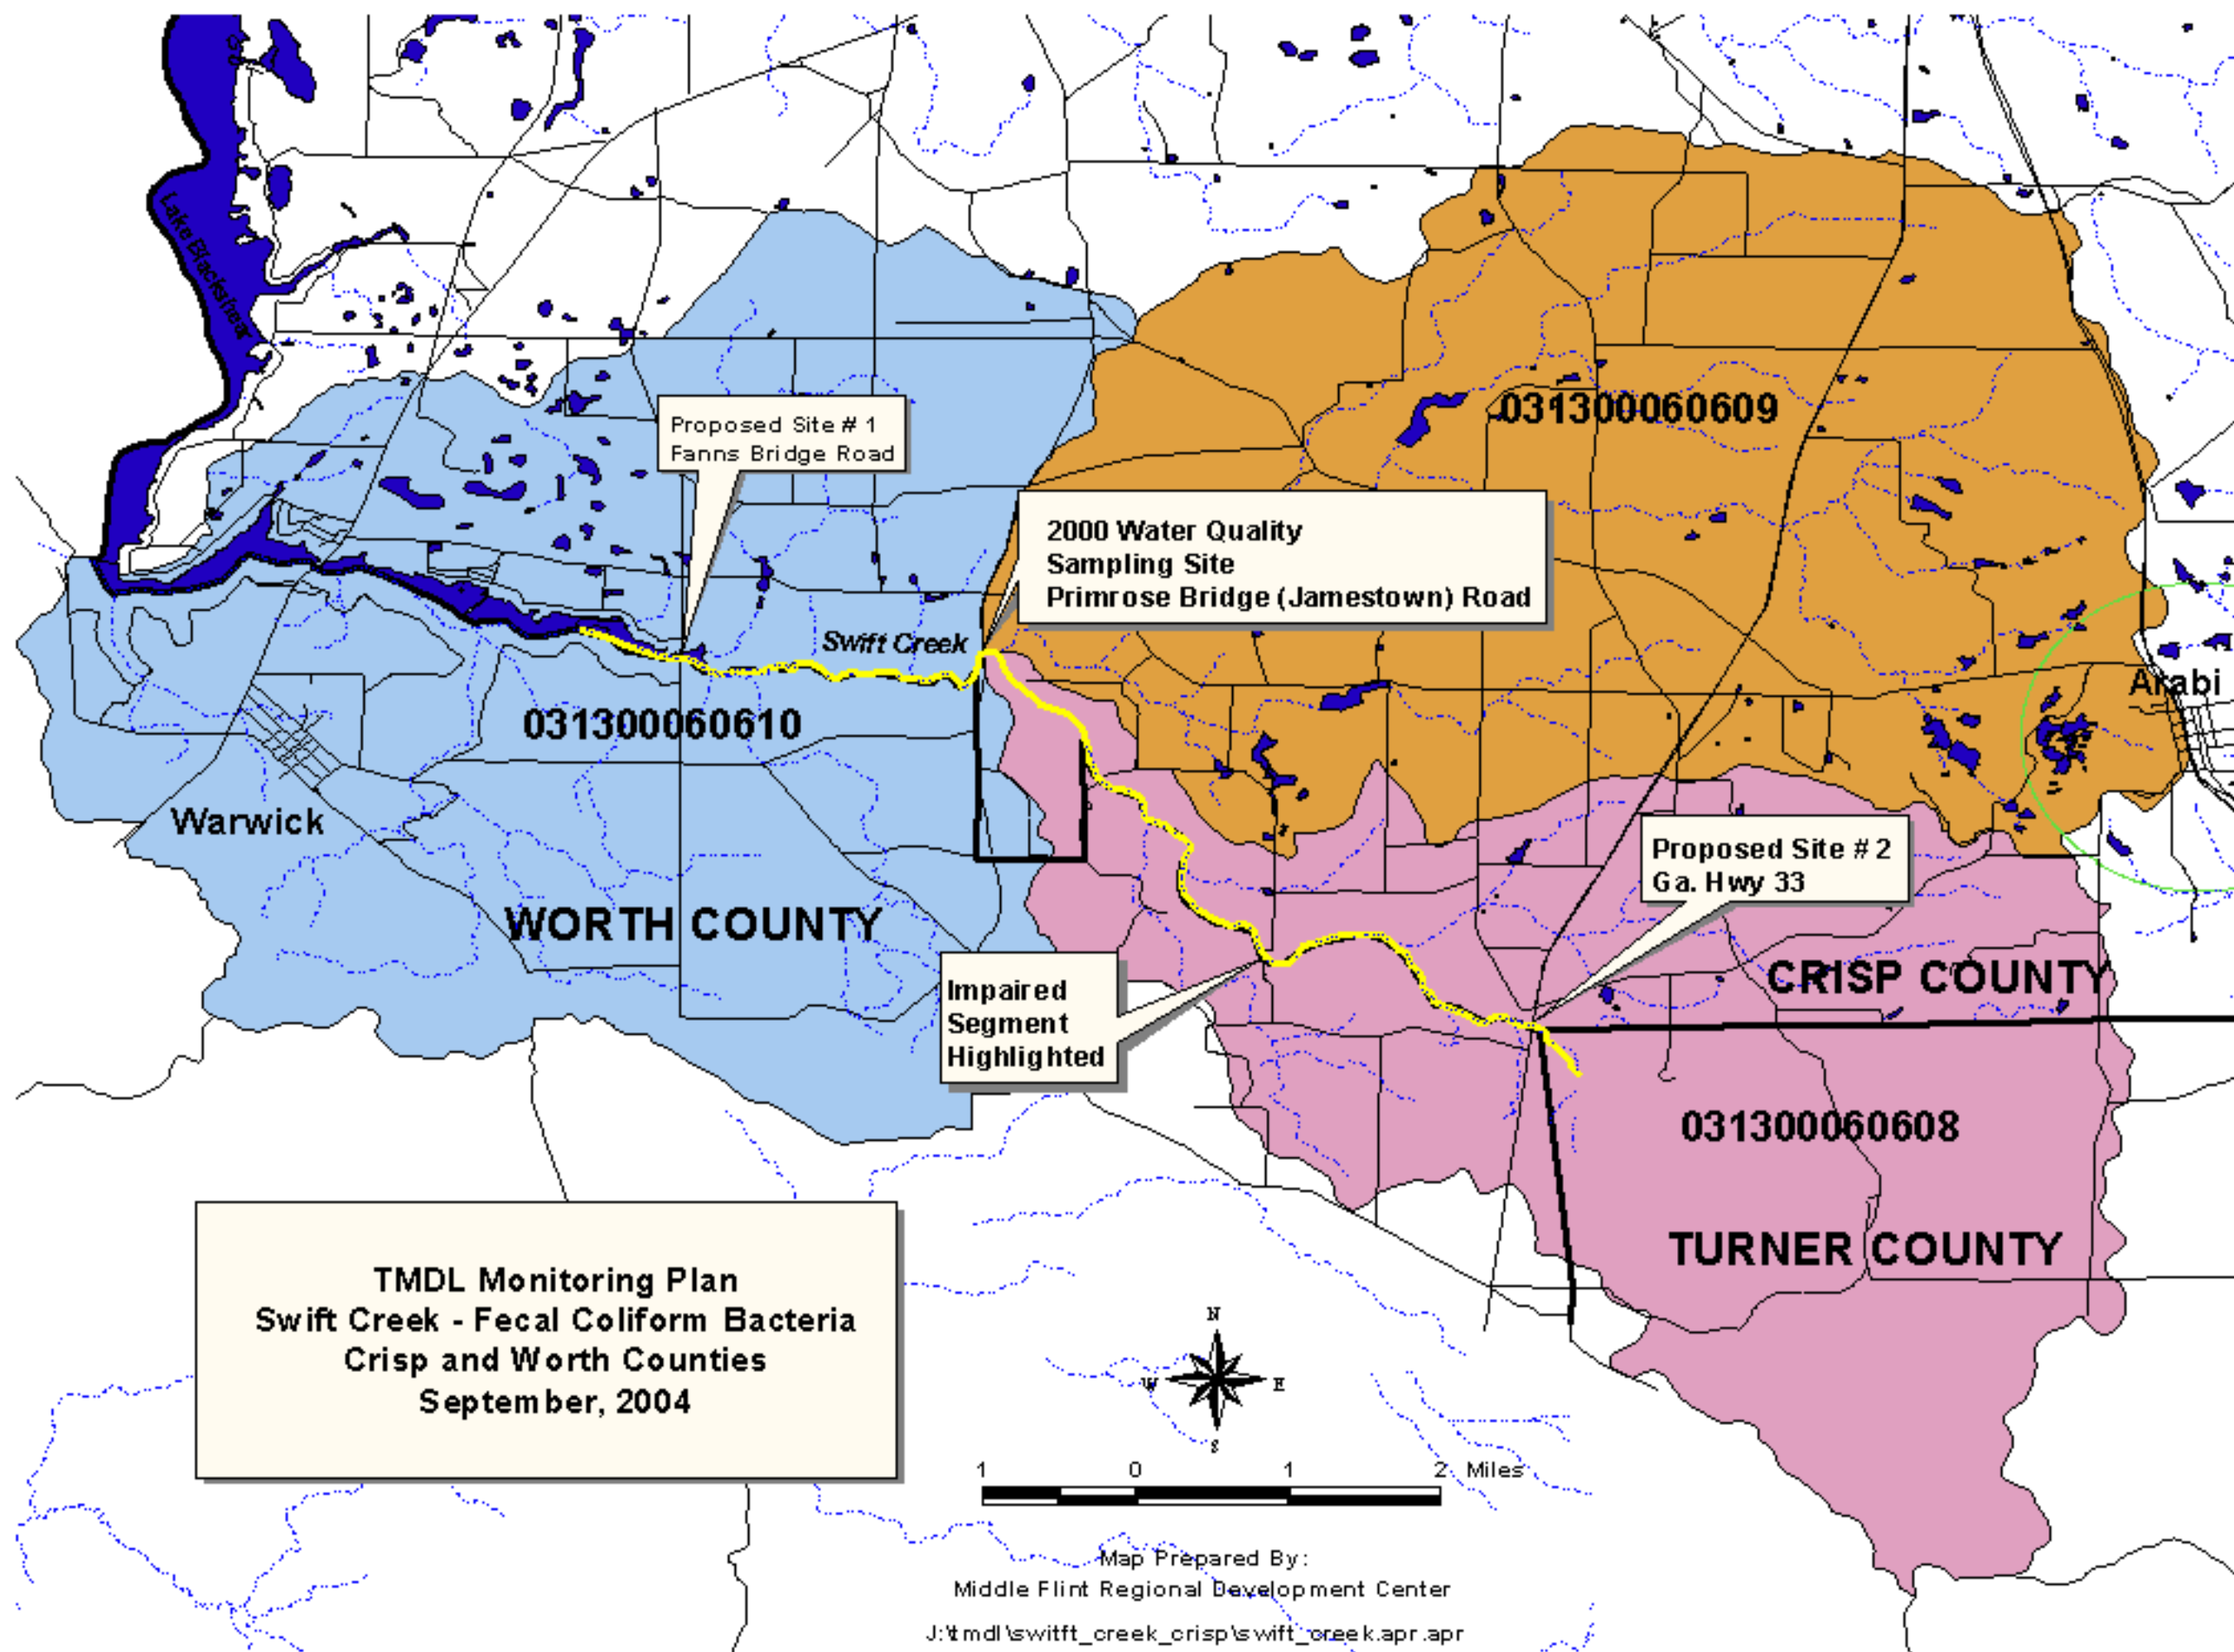 Lake Blackshear
031300060609
Proposed Site # 1
Fanns Bridge Road
2000 Water Quality
Sampling Site
Primrose Bridge (Jamestown) Road
Swift Creek
Arabi
031300060610
Warwick
Proposed Site # 2
Ga. Hwy 33
WORTH COUNTY
CRISP COUNTY
Impaired
Segment
Highlighted
031300060608
TURNER COUNTY
TMDL Monitoring Plan
Swift Creek - Fecal Coliform Bacteria
Crisp and Worth Counties
September, 2004
N
W E
S
1 0 1 2 Miles
Map Prepared By:
Middle Flint Regional Development Center
J:\tmdl\switft_creek_crisp\swift_creek.apr.apr